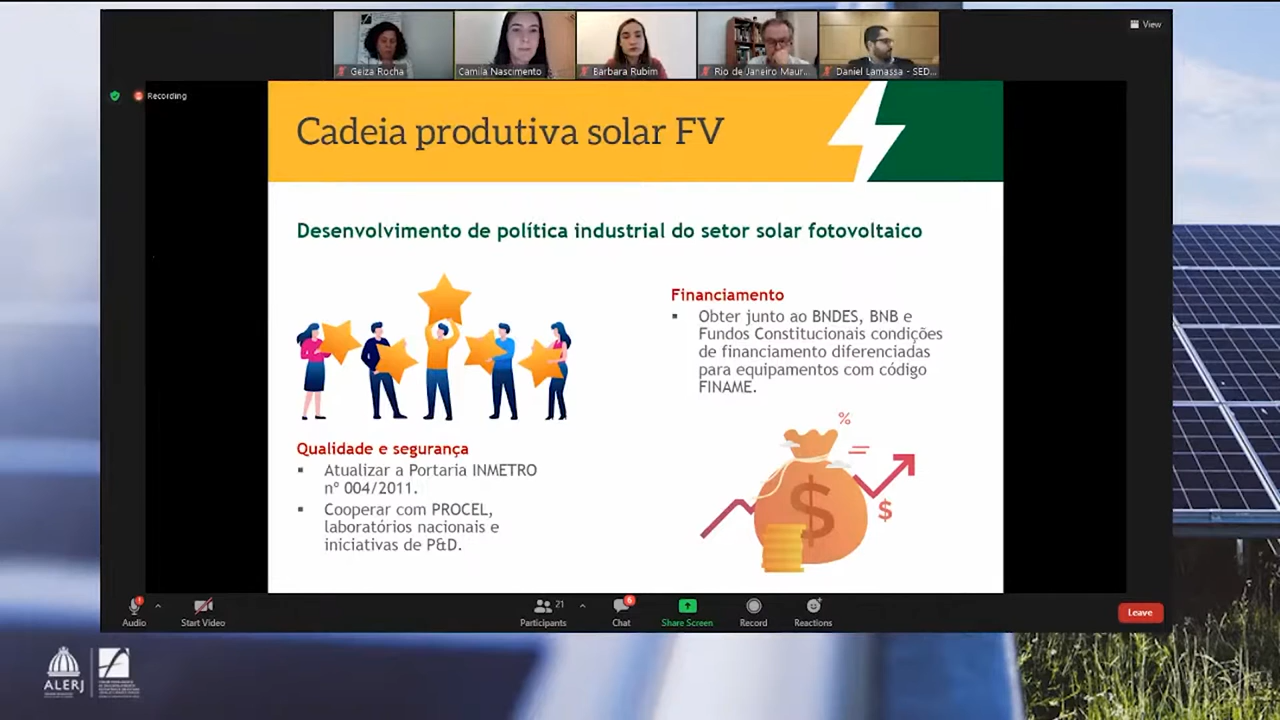 View
Geiza Rocha
Camila Nascimento
Bárbara Rubim
Rio de Janeiro Maur...
Daniel Lamassa - SED...
Recording
Cadeia produtiva solar FV
Desenvolvimento de política industrial do setor solar fotovoltaico
Financiamento
▪ Obter junto ao BNDES, BNB e
Fundos Constitucionais condições
de financiamento diferenciadas
para equipamentos com código
FINAME.
Qualidade e segurança
▪ Atualizar a Portaria INMETRO
nº 004/2011.
▪ Cooperar com PROCEL,
laboratórios nacionais e
iniciativas de P&D.
%
=
$
$
Audio
Start Video
21
Participants
6
Chat
Share Screen
Record
Reactions
Leave
ALERJ